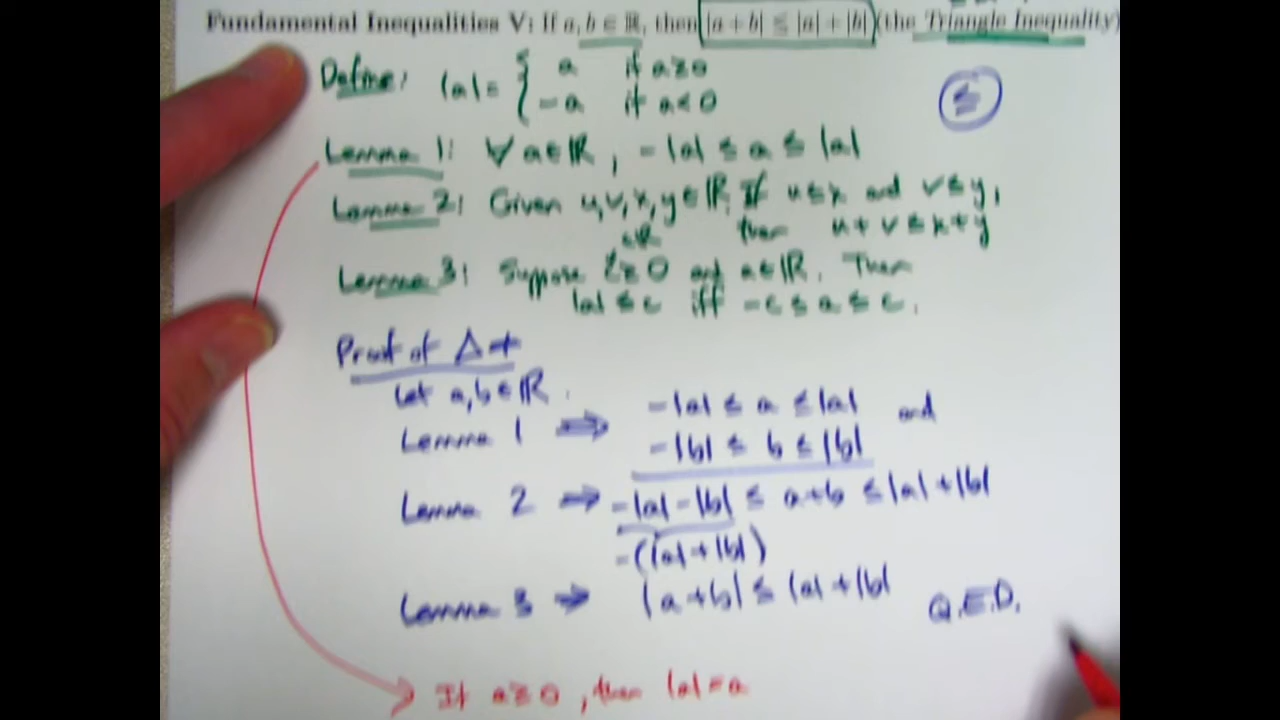 Fundamental Inequalities V: If a, b ∈ ℝ, then |a + b| ≤ |a| + |b| (the Triangle Inequality)
Define: |a| = { a if a ≥ 0
-a if a < 0
≤
Lemma 1: ∀ a ∈ ℝ, -|a| ≤ a ≤ |a|
Lemma 2: Given u, v, x, y ∈ ℝ. If u ≤ x and v ≤ y,
then u + v ≤ x + y
∈ℝ
Lemma 3: Suppose c ≥ 0 and a ∈ ℝ. Then
|a| ≤ c iff -c ≤ a ≤ c.
Proof of Δ≠
Let a, b ∈ ℝ.
Lemma 1 ⇒ -|a| ≤ a ≤ |a| and
-|b| ≤ b ≤ |b|
Lemma 2 ⇒ -|a| - |b| ≤ a + b ≤ |a| + |b|
-(|a| + |b|)
Lemma 3 ⇒ |a + b| ≤ |a| + |b| Q.E.D.
If a ≥ 0, then |a| = a